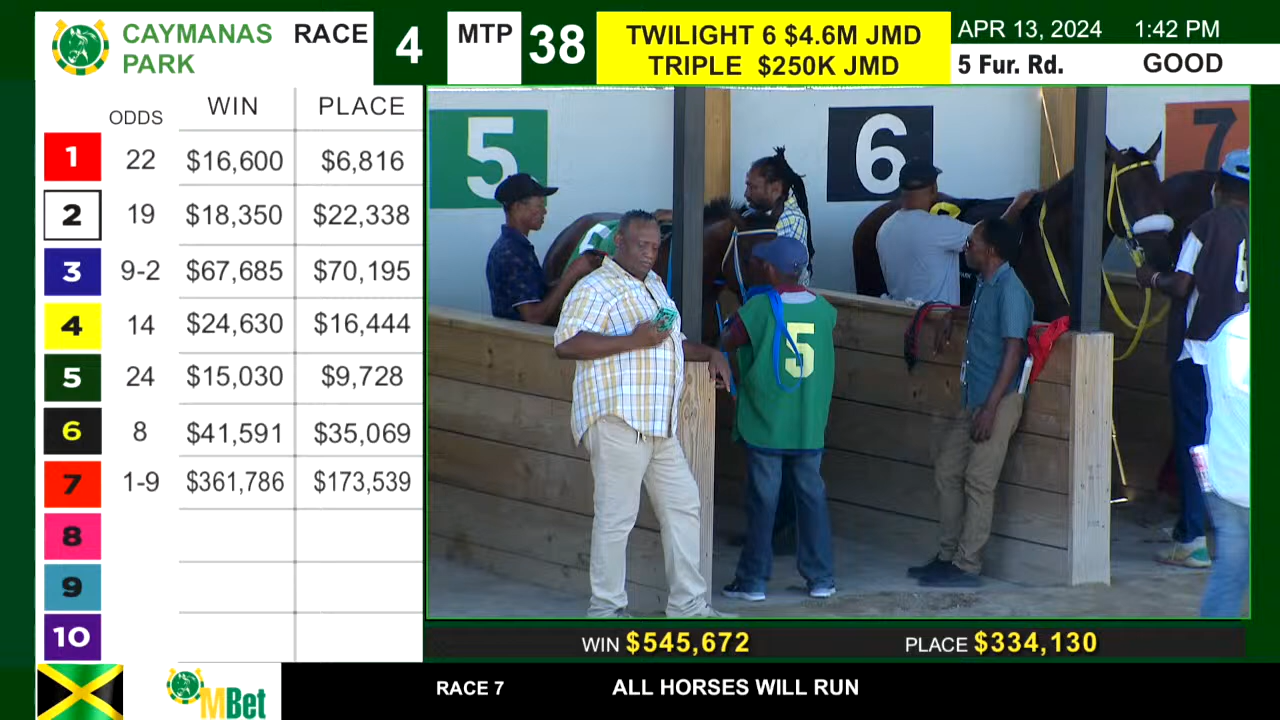 CAYMANAS PARK
RACE 4
MTP 38
TWILIGHT 6 $4.6M JMD
TRIPLE $250K JMD
APR 13, 2024 1:42 PM
5 Fur. Rd. GOOD
ODDS WIN PLACE
1 22 $16,600 $6,816
2 19 $18,350 $22,338
3 9-2 $67,685 $70,195
4 14 $24,630 $16,444
5 24 $15,030 $9,728
6 8 $41,591 $35,069
7 1-9 $361,786 $173,539
8
9
10
5
6
7
5
6
WIN $545,672 PLACE $334,130
MBet
RACE 7 ALL HORSES WILL RUN